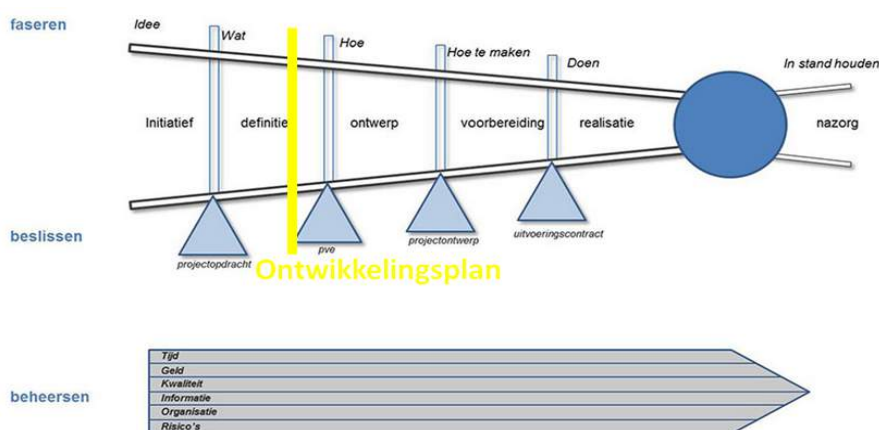 faseren
Idee
Wat
Hoe
Hoe te maken
Doen
In stand houden
Initiatief
definitie
ontwerp
voorbereiding
realisatie
nazorg
beslissen
projectopdracht
pve
projectontwerp
uitvoeringscontract
Ontwikkelingsplan
beheersen
Tijd
Geld
Kwaliteit
Informatie
Organisatie
Risico's